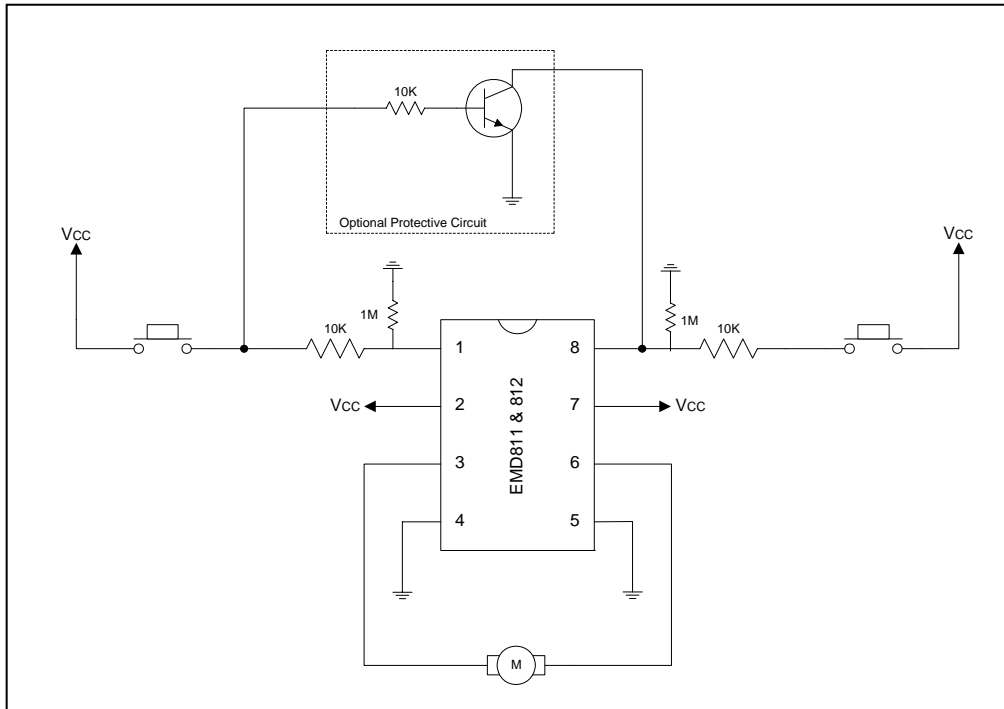 10K
Optional Protective Circuit
VCC
VCC
1M
1M
10K
10K
1
8
EMD811 & 812
VCC
2
7
VCC
3
6
4
5
M